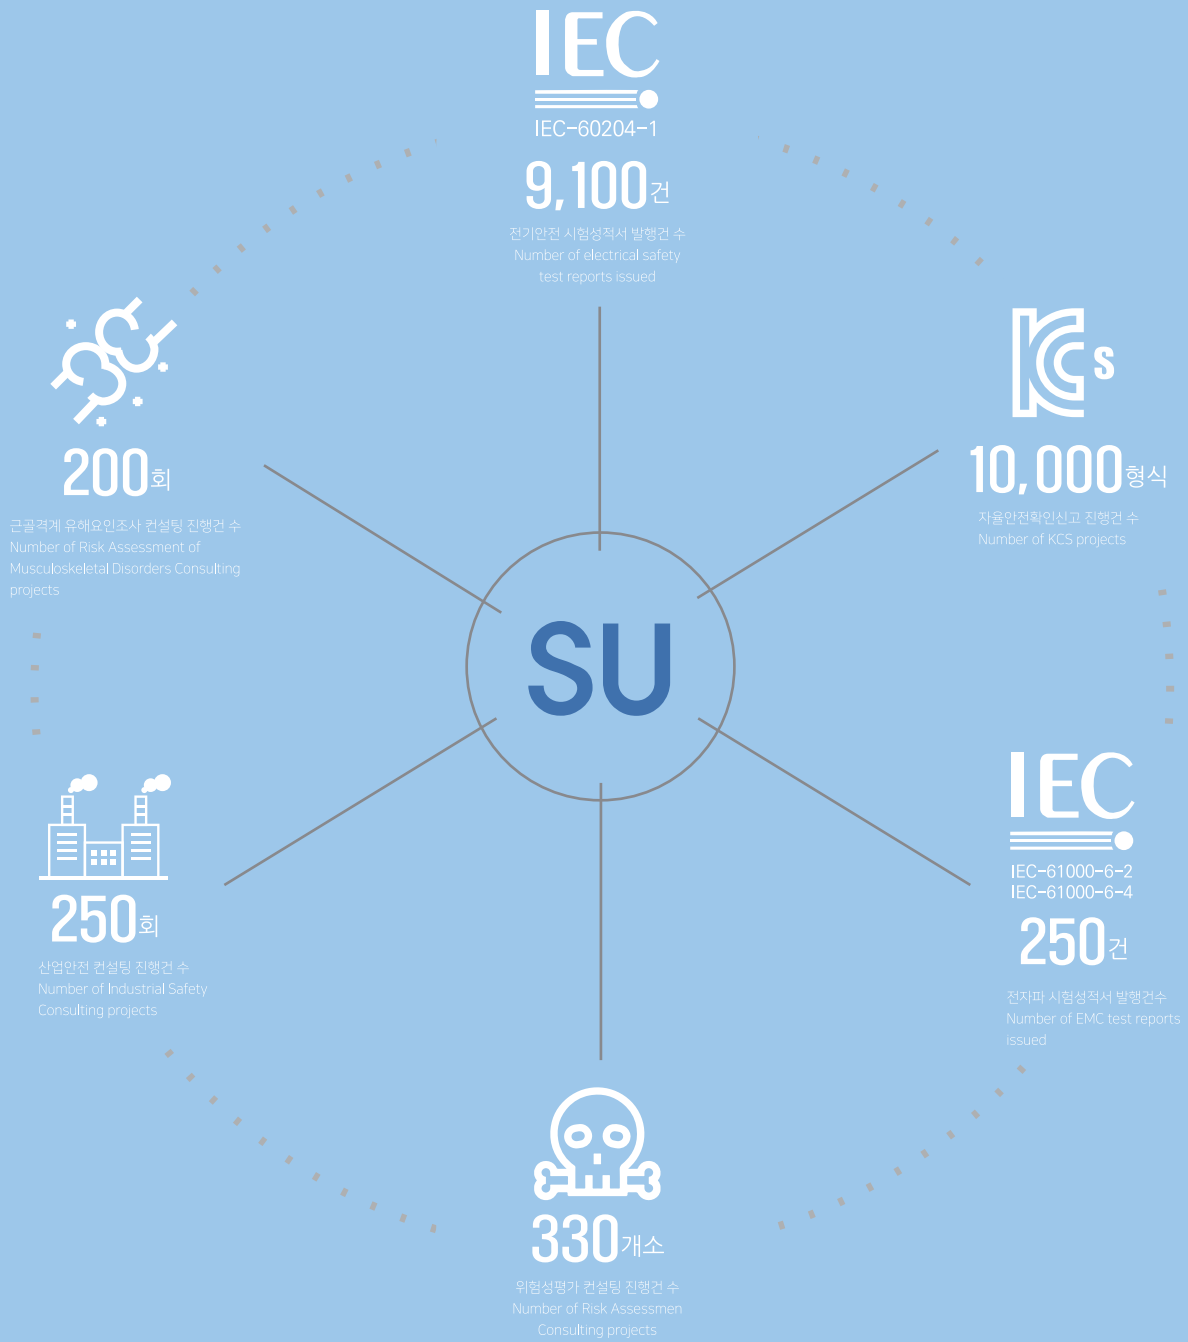 IEC
IEC-60204-1
9,100건
전기안전 시험성적서 발행건 수
Number of electrical safety
test reports issued
200회
근골격계 유해요인조사 컨설팅 진행건 수
Number of Risk Assessment of
Musculoskeletal Disorders Consulting
projects
KCs
10,000형식
자율안전확인신고 진행건 수
Number of KCS projects
SU
250회
산업안전 컨설팅 진행건 수
Number of Industrial Safety
Consulting projects
IEC
IEC-61000-6-2
IEC-61000-6-4
250건
전자파 시험성적서 발행건수
Number of EMC test reports
issued
330개소
위험성평가 컨설팅 진행건 수
Number of Risk Assessmen
Consulting projects